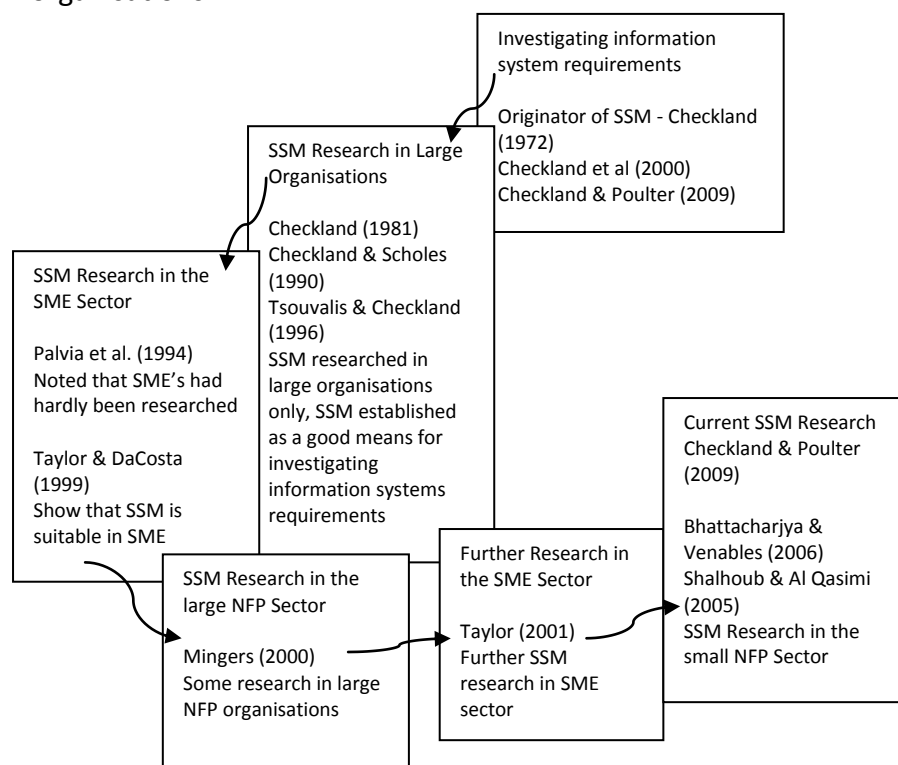 Investigating information
system requirements
Originator of SSM - Checkland
(1972)
Checkland et al (2000)
Checkland & Poulter (2009)
SSM Research in Large
Organisations
Checkland (1981)
Checkland & Scholes
(1990)
Tsouvalis & Checkland
(1996)
SSM researched in
large organisations
only, SSM established
as a good means for
investigating
information systems
requirements
SSM Research in the
SME Sector
Palvia et al. (1994)
Noted that SME's had
hardly been researched
Taylor & DaCosta
(1999)
Show that SSM is
suitable in SME
SSM Research in the
large NFP Sector
Mingers (2000)
Some research in large
NFP organisations
Further Research in
the SME Sector
Taylor (2001)
Further SSM
research in SME
sector
Current SSM Research
Checkland & Poulter
(2009)
Bhattacharjya &
Venables (2006)
Shalhoub & Al Qasimi
(2005)
SSM Research in the
small NFP Sector